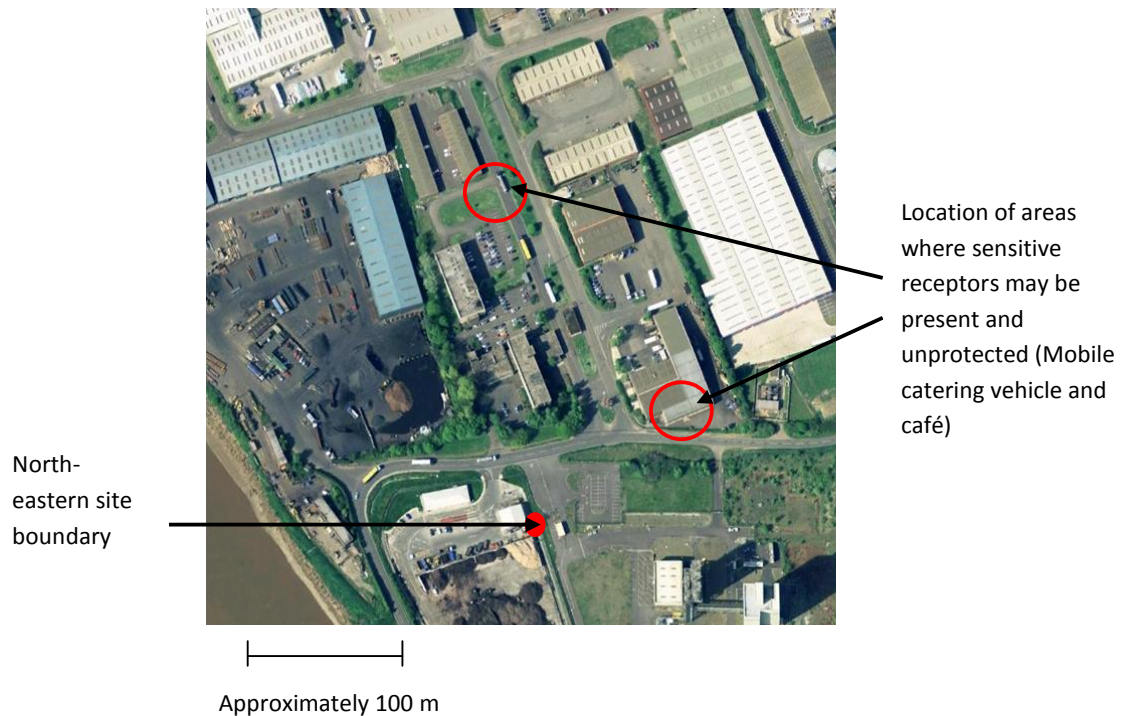 Location of areas
where sensitive
receptors may be
present and
unprotected (Mobile
catering vehicle and
café)
North-
eastern site
boundary
Approximately 100 m